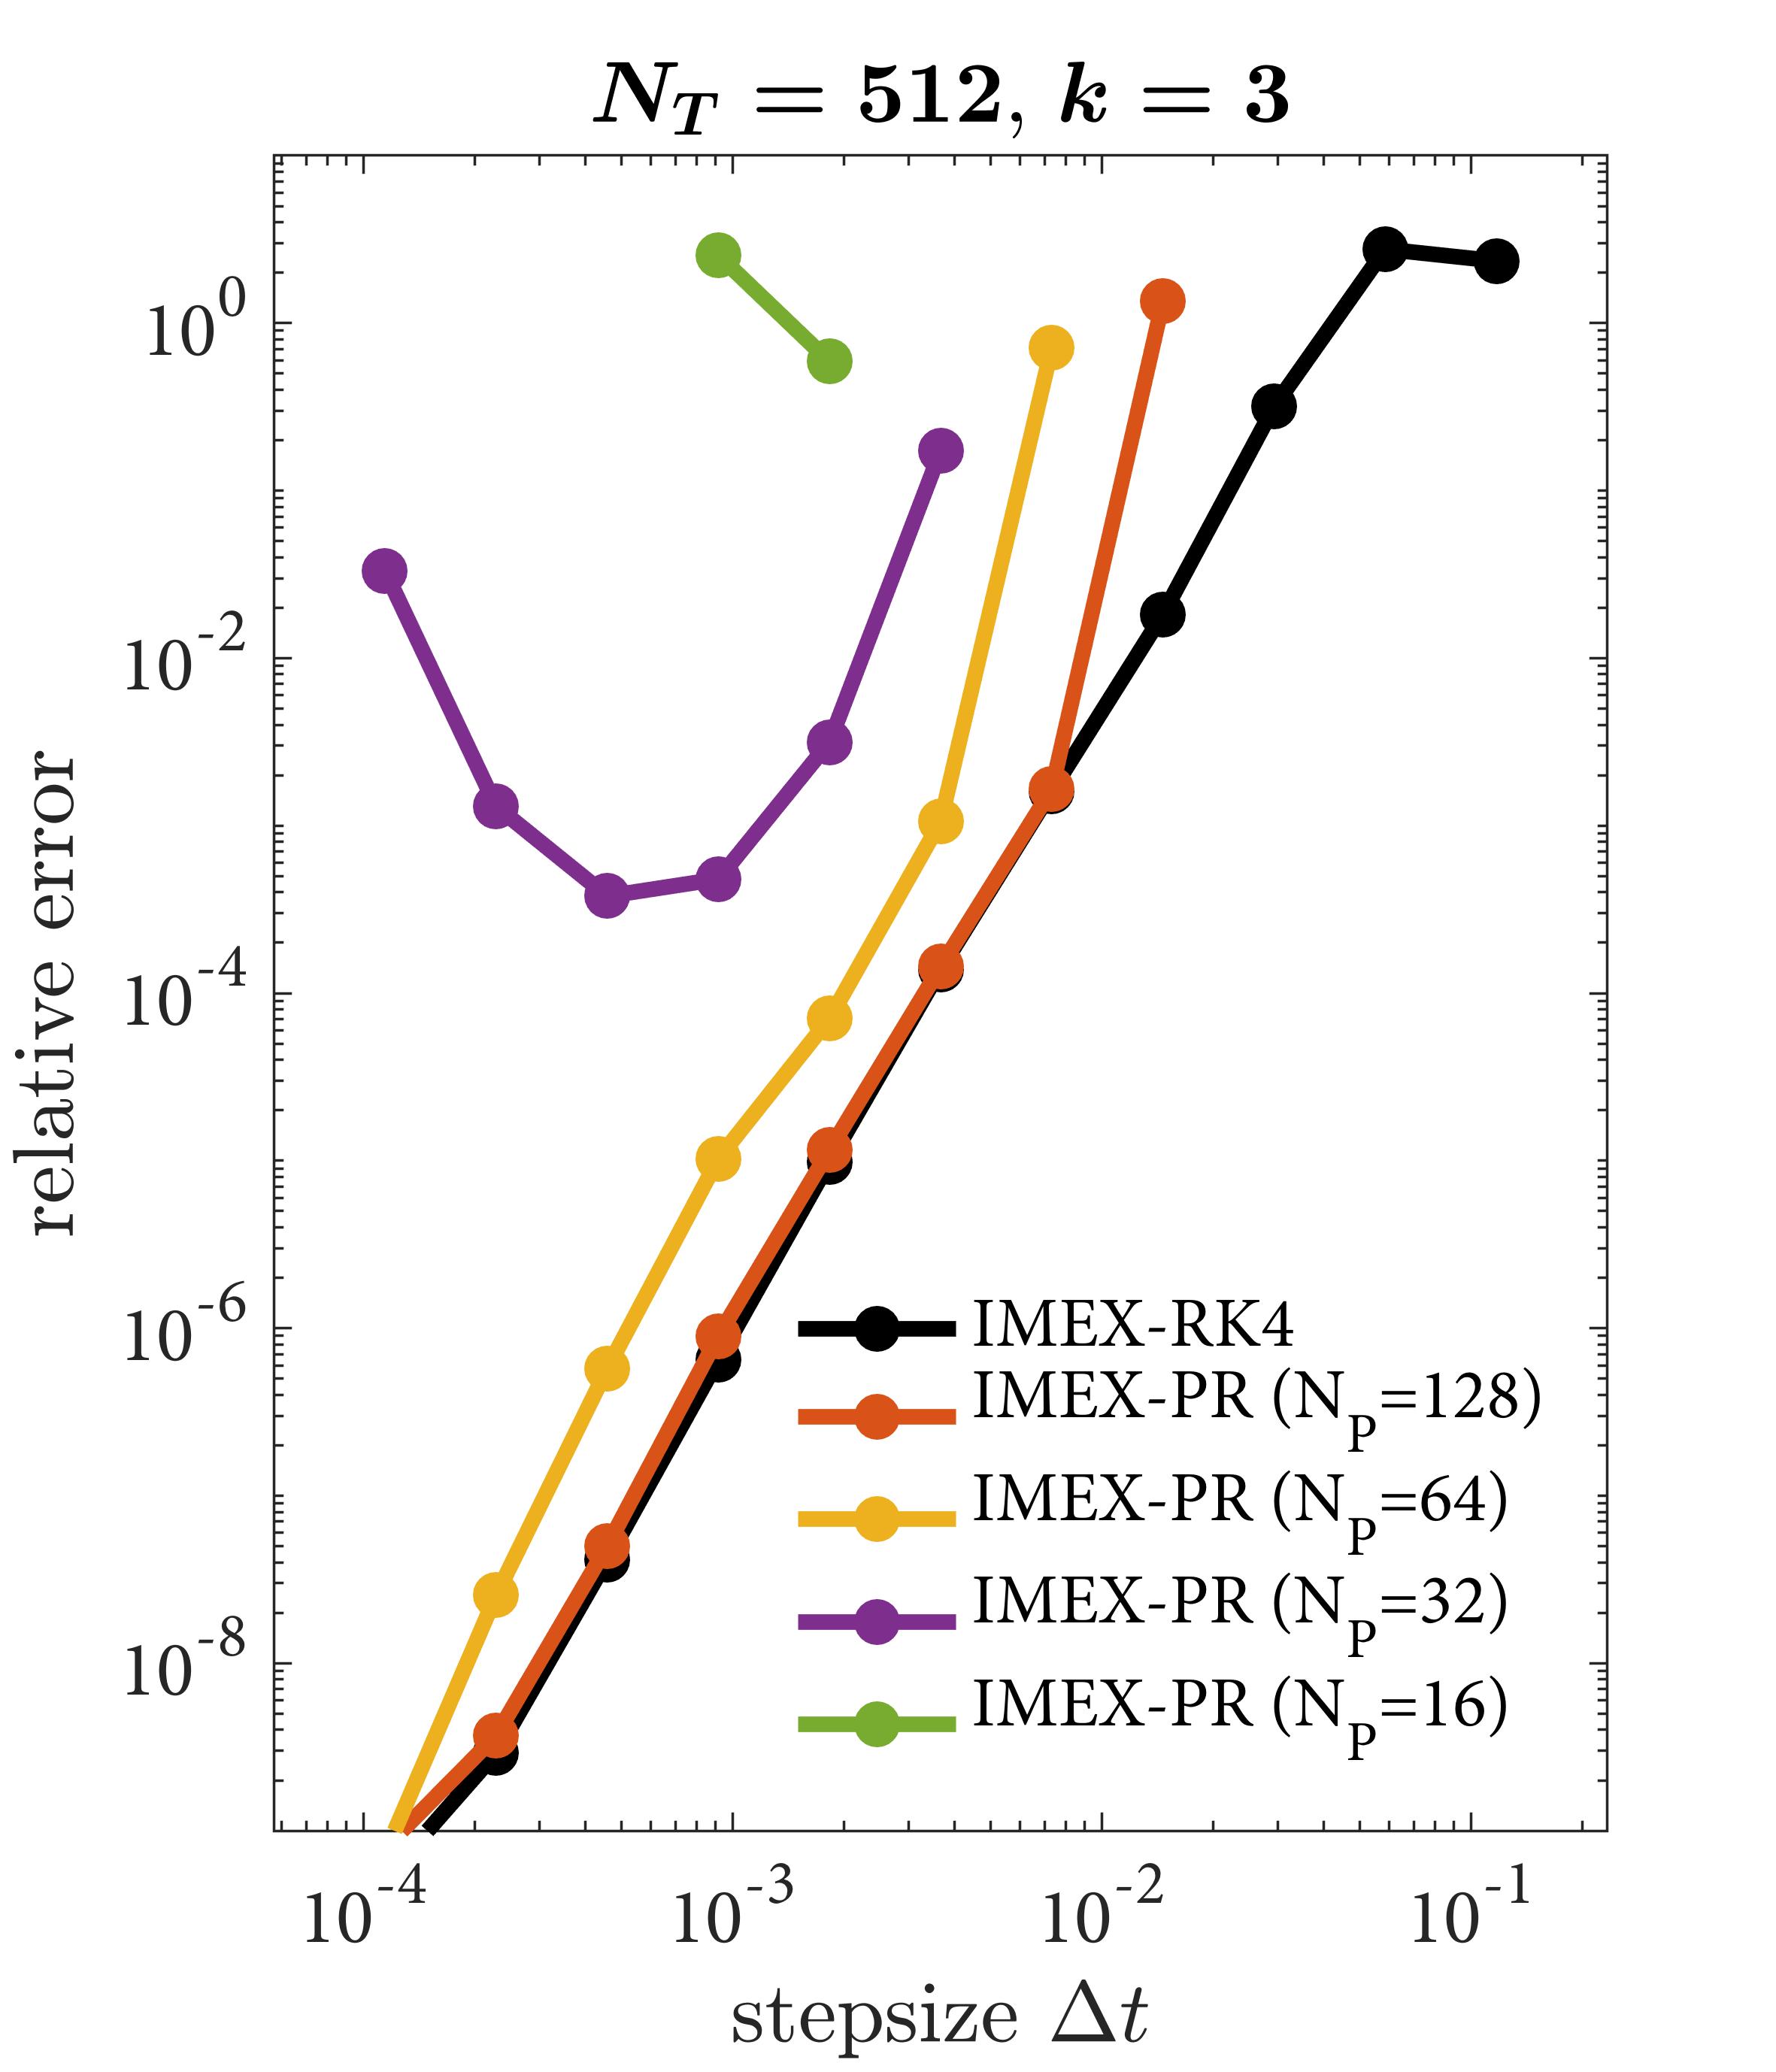 N_T = 512, k = 3
relative error
10^0
10^-2
10^-4
10^-6
10^-8
IMEX-RK4
IMEX-PR (N_P=128)
IMEX-PR (N_P=64)
IMEX-PR (N_P=32)
IMEX-PR (N_P=16)
10^-4 10^-3 10^-2 10^-1
stepsize Δt